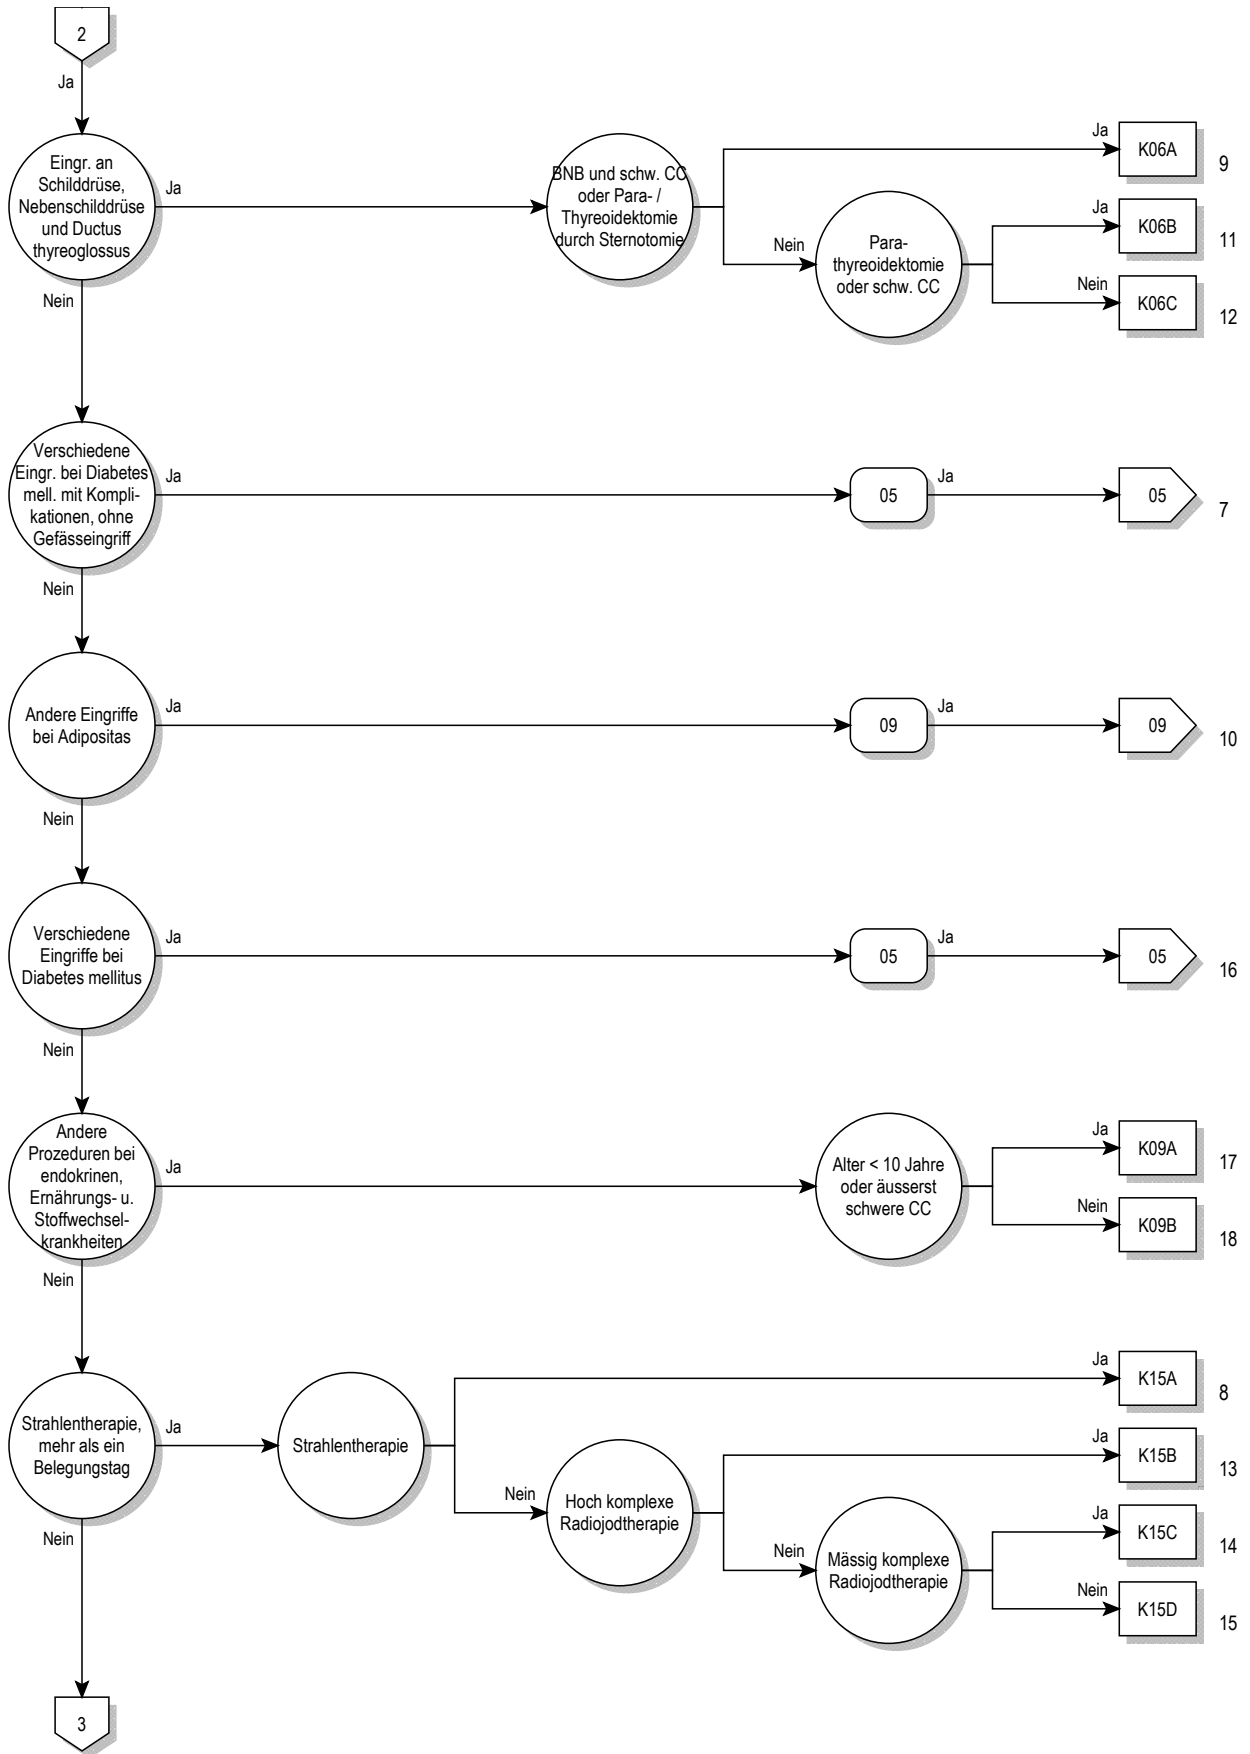 2
Ja
Eingr. an
Schilddrüse,
Nebenschilddrüse
und Ductus
thyreoglossus
Ja
BNB und schw. CC
oder Para- /
Thyreoidektomie
durch Sternotomie
Ja
K06A
9
Nein
Para-
thyreoidektomie
oder schw. CC
Ja
K06B
11
Nein
K06C
12
Nein
Verschiedene
Eingr. bei Diabetes
mell. mit Kompli-
kationen, ohne
Gefässeingriff
Ja
05
Ja
05
7
Nein
Andere Eingriffe
bei Adipositas
Ja
09
Ja
09
10
Nein
Verschiedene
Eingriffe bei
Diabetes mellitus
Ja
05
Ja
05
16
Nein
Andere
Prozeduren bei
endokrinen,
Ernährungs- u.
Stoffwechsel-
krankheiten
Ja
Alter < 10 Jahre
oder äusserst
schwere CC
Ja
K09A
17
Nein
K09B
18
Nein
Strahlentherapie,
mehr als ein
Belegungstag
Ja
Strahlentherapie
Ja
K15A
8
Nein
Hoch komplexe
Radiojodtherapie
Ja
K15B
13
Nein
Mässig komplexe
Radiojodtherapie
Ja
K15C
14
Nein
K15D
15
Nein
3